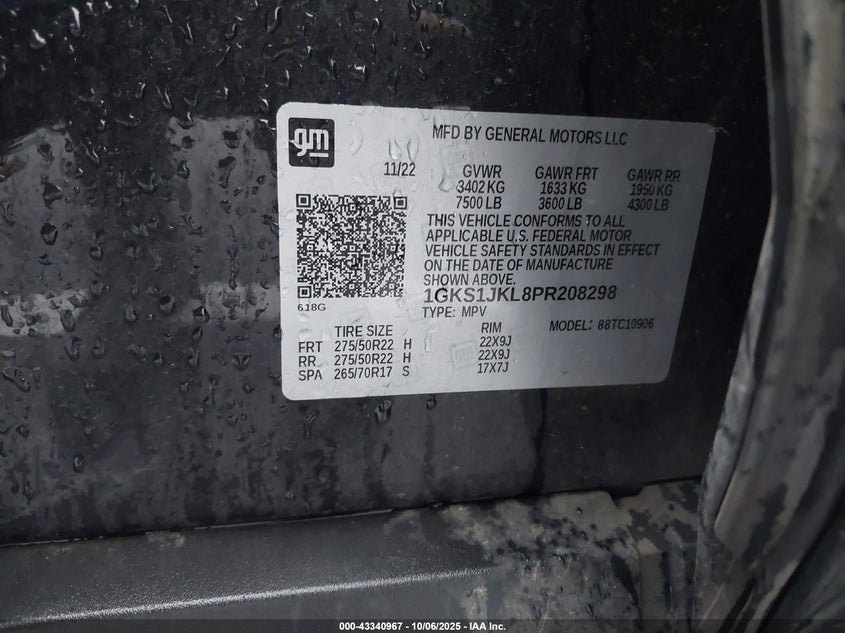 gm
MFD BY GENERAL MOTORS LLC
11/22 GVWR GAWR FRT GAWR RR
3402 KG 1633 KG 1950 KG
7500 LB 3600 LB 4300 LB
THIS VEHICLE CONFORMS TO ALL
APPLICABLE U.S. FEDERAL MOTOR
VEHICLE SAFETY STANDARDS IN EFFECT
ON THE DATE OF MANUFACTURE
SHOWN ABOVE.
1GKS1JKL8PR208298
618G
TYPE: MPV MODEL: 88TC10906
TIRE SIZE RIM
FRT 275/50R22 H 22X9J
RR 275/50R22 H 22X9J
SPA 265/70R17 S 17X7J
000-43340967 - 10/06/2025 - IAA Inc.